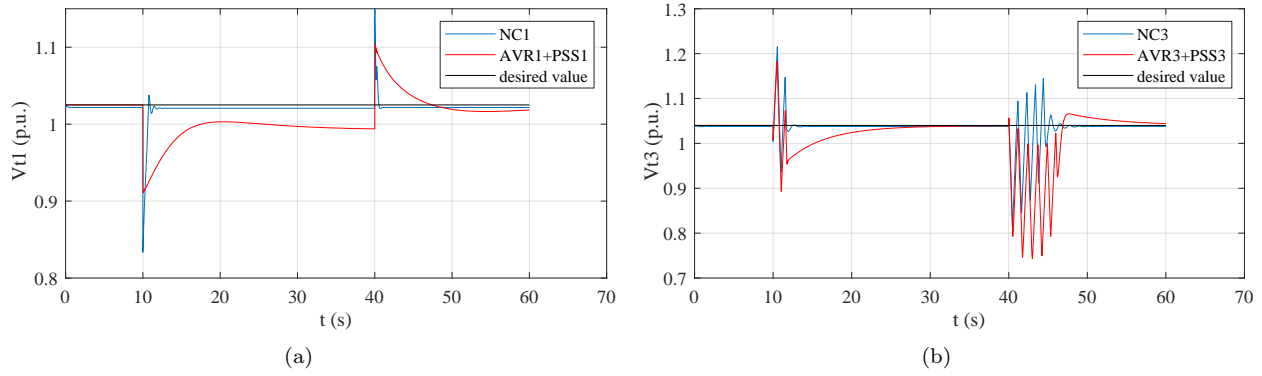 NC1
AVR1+PSS1
desired value
1.1
1
0.9
0.8
Vt1 (p.u.)
0 10 20 30 40 50 60 70
t (s)
(a)
NC3
AVR3+PSS3
desired value
1.3
1.2
1.1
1
0.9
0.8
0.7
Vt3 (p.u.)
0 10 20 30 40 50 60 70
t (s)
(b)